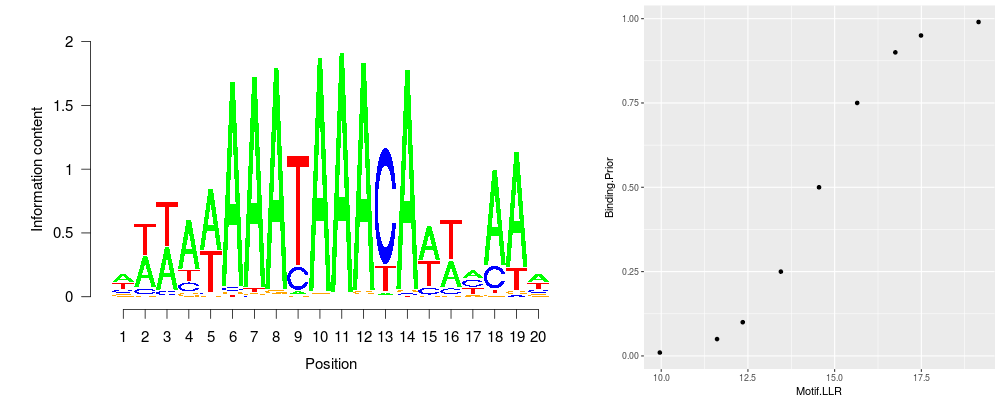 Information content
2
1.5
1
0.5
0
T A
T A
A T C
A T
A
A
A
T C
A
A
A
C T
A
A T C
T A C
A C T
A C
A T
A T
1 2 3 4 5 6 7 8 9 10 11 12 13 14 15 16 17 18 19 20
Position
Binding.Prior
1.00
0.75
0.50
0.25
0.00
10.0 12.5 15.0 17.5
Motif.LLR